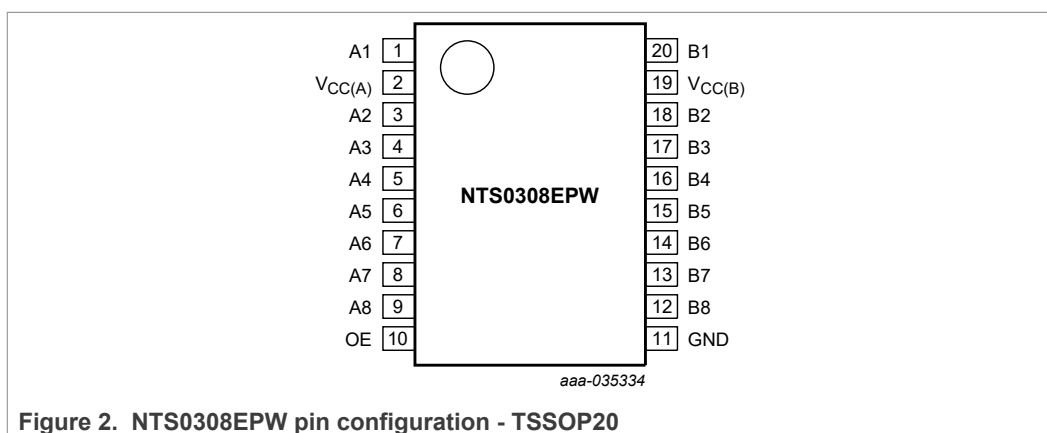 A1 1 20 B1
VCC(A) 2 19 VCC(B)
A2 3 18 B2
A3 4 17 B3
A4 5 16 B4
NTS0308EPW
A5 6 15 B5
A6 7 14 B6
A7 8 13 B7
A8 9 12 B8
OE 10 11 GND
aaa-035334
Figure 2. NTS0308EPW pin configuration - TSSOP20